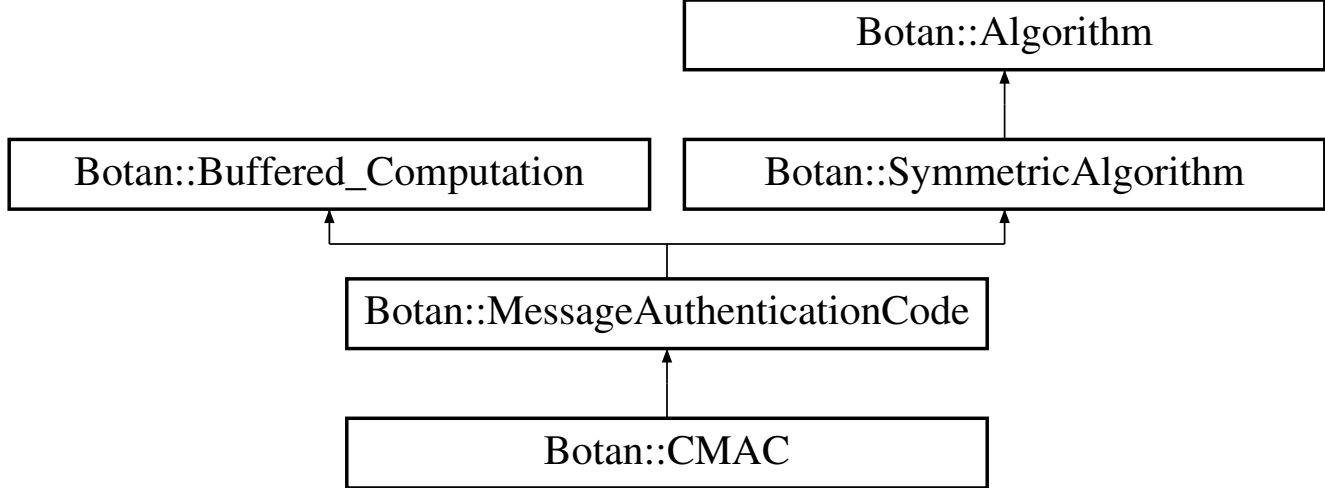 Botan::Algorithm
Botan::Buffered_Computation
Botan::SymmetricAlgorithm
Botan::MessageAuthenticationCode
Botan::CMAC